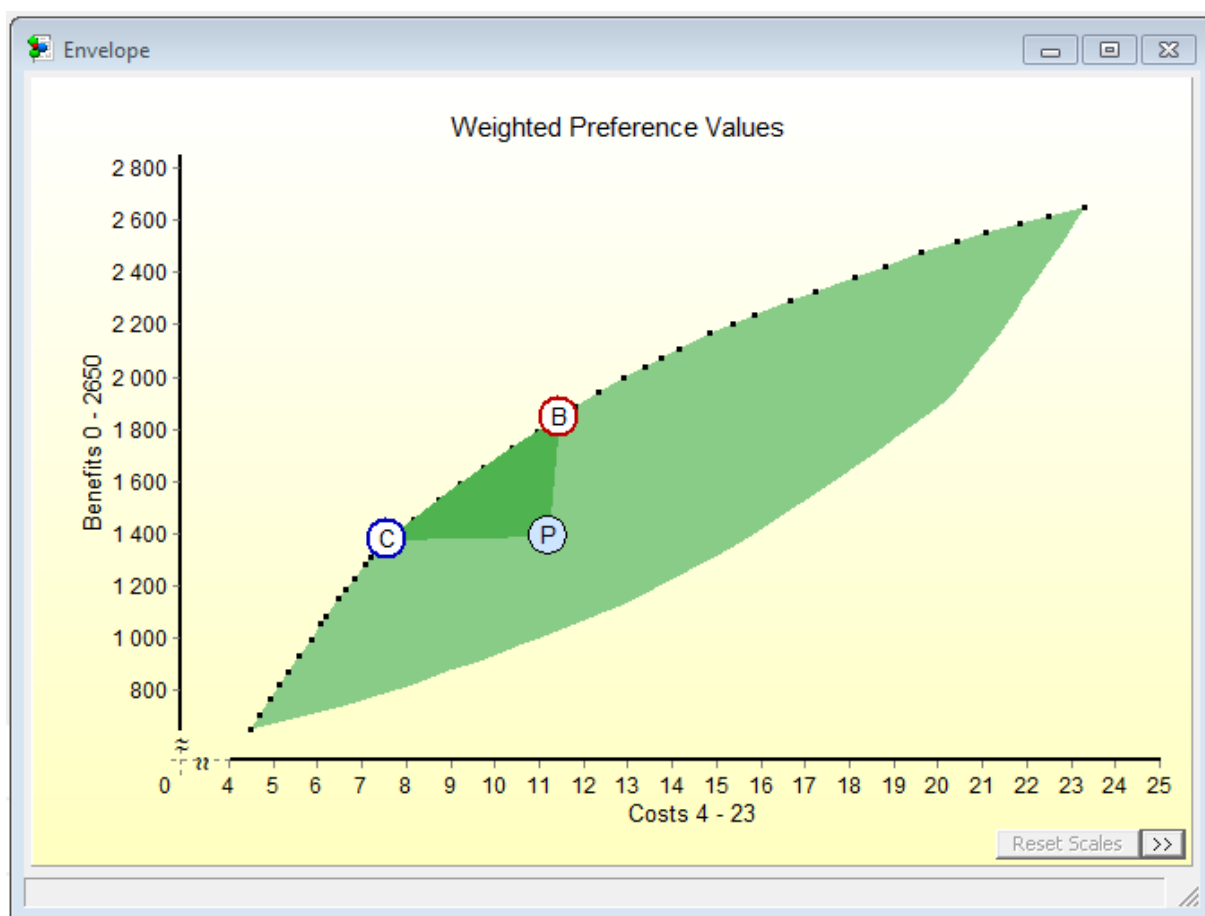 Envelope
Weighted Preference Values
Benefits 0 - 2650
2 800
2 600
2 400
2 200
2 000
1 800
1 600
1 400
1 200
1 000
800
B
C
P
0 4 5 6 7 8 9 10 11 12 13 14 15 16 17 18 19 20 21 22 23 24 25
Costs 4 - 23
Reset Scales >>